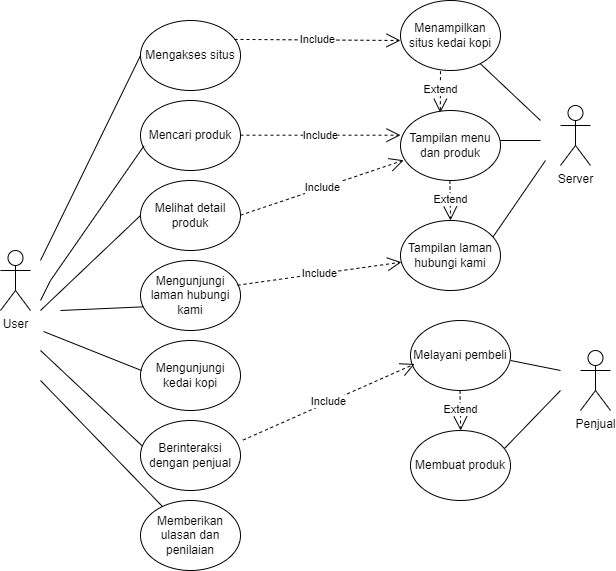 Mengakses situs
Include
Menampilkan
situs kedai kopi
Extend
Mencari produk
Include
Tampilan menu
dan produk
Server
Melihat detail
produk
Include
Extend
Tampilan laman
hubungi kami
User
Mengunjungi
laman hubungi
kami
Include
Mengunjungi
kedai kopi
Melayani pembeli
Include
Extend
Penjual
Berinteraksi
dengan penjual
Membuat produk
Memberikan
ulasan dan
penilaian